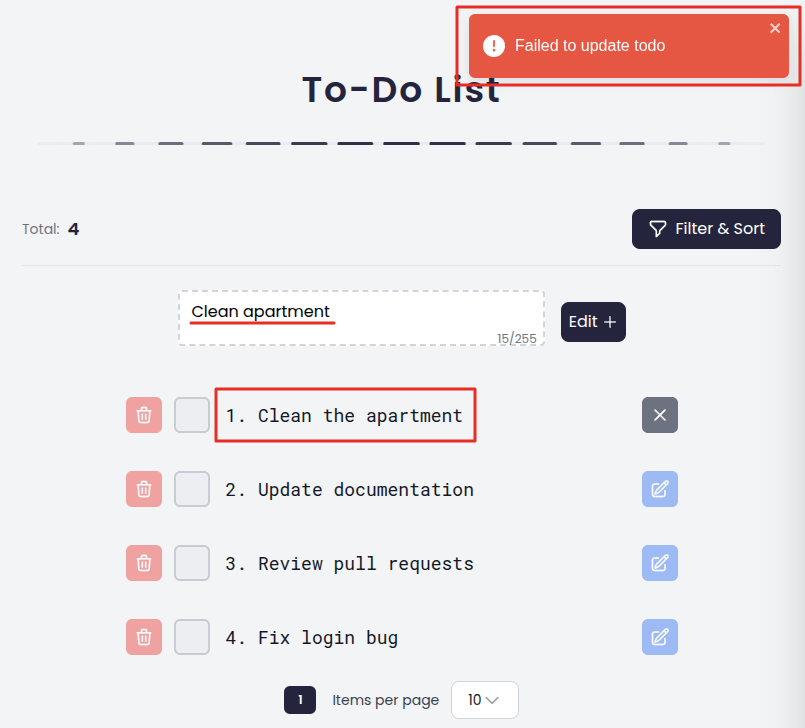 Failed to update todo
To-Do List
Total: 4
Filter & Sort
Clean apartment
15/255
Edit
1. Clean the apartment
2. Update documentation
3. Review pull requests
4. Fix login bug
1 Items per page 10